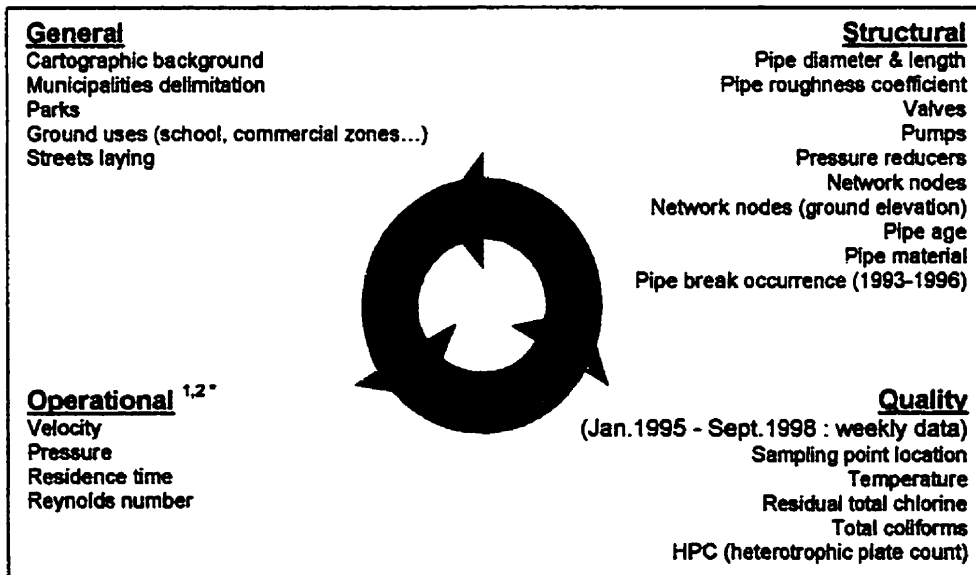 General
Cartographic background
Municipalities delimitation
Parks
Ground uses (school, commercial zones...)
Streets laying
Structural
Pipe diameter & length
Pipe roughness coefficient
Valves
Pumps
Pressure reducers
Network nodes
Network nodes (ground elevation)
Pipe age
Pipe material
Pipe break occurrence (1993-1996)
Operational 1,2 *
Velocity
Pressure
Residence time
Reynolds number
Quality
(Jan.1995 - Sept.1998 : weekly data)
Sampling point location
Temperature
Residual total chlorine
Total coliforms
HPC (heterotrophic plate count)